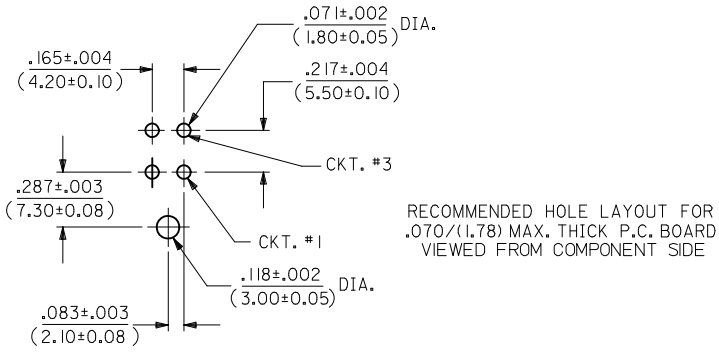 .071±.002 DIA.
(1.80±0.05)
.165±.004
(4.20±0.10)
.217±.004
(5.50±0.10)
CKT. #3
.287±.003
(7.30±0.08)
CKT. #1
RECOMMENDED HOLE LAYOUT FOR
.070/(1.78) MAX. THICK P.C. BOARD
VIEWED FROM COMPONENT SIDE
.118±.002 DIA.
(3.00±0.05)
.083±.003
(2.10±0.08)